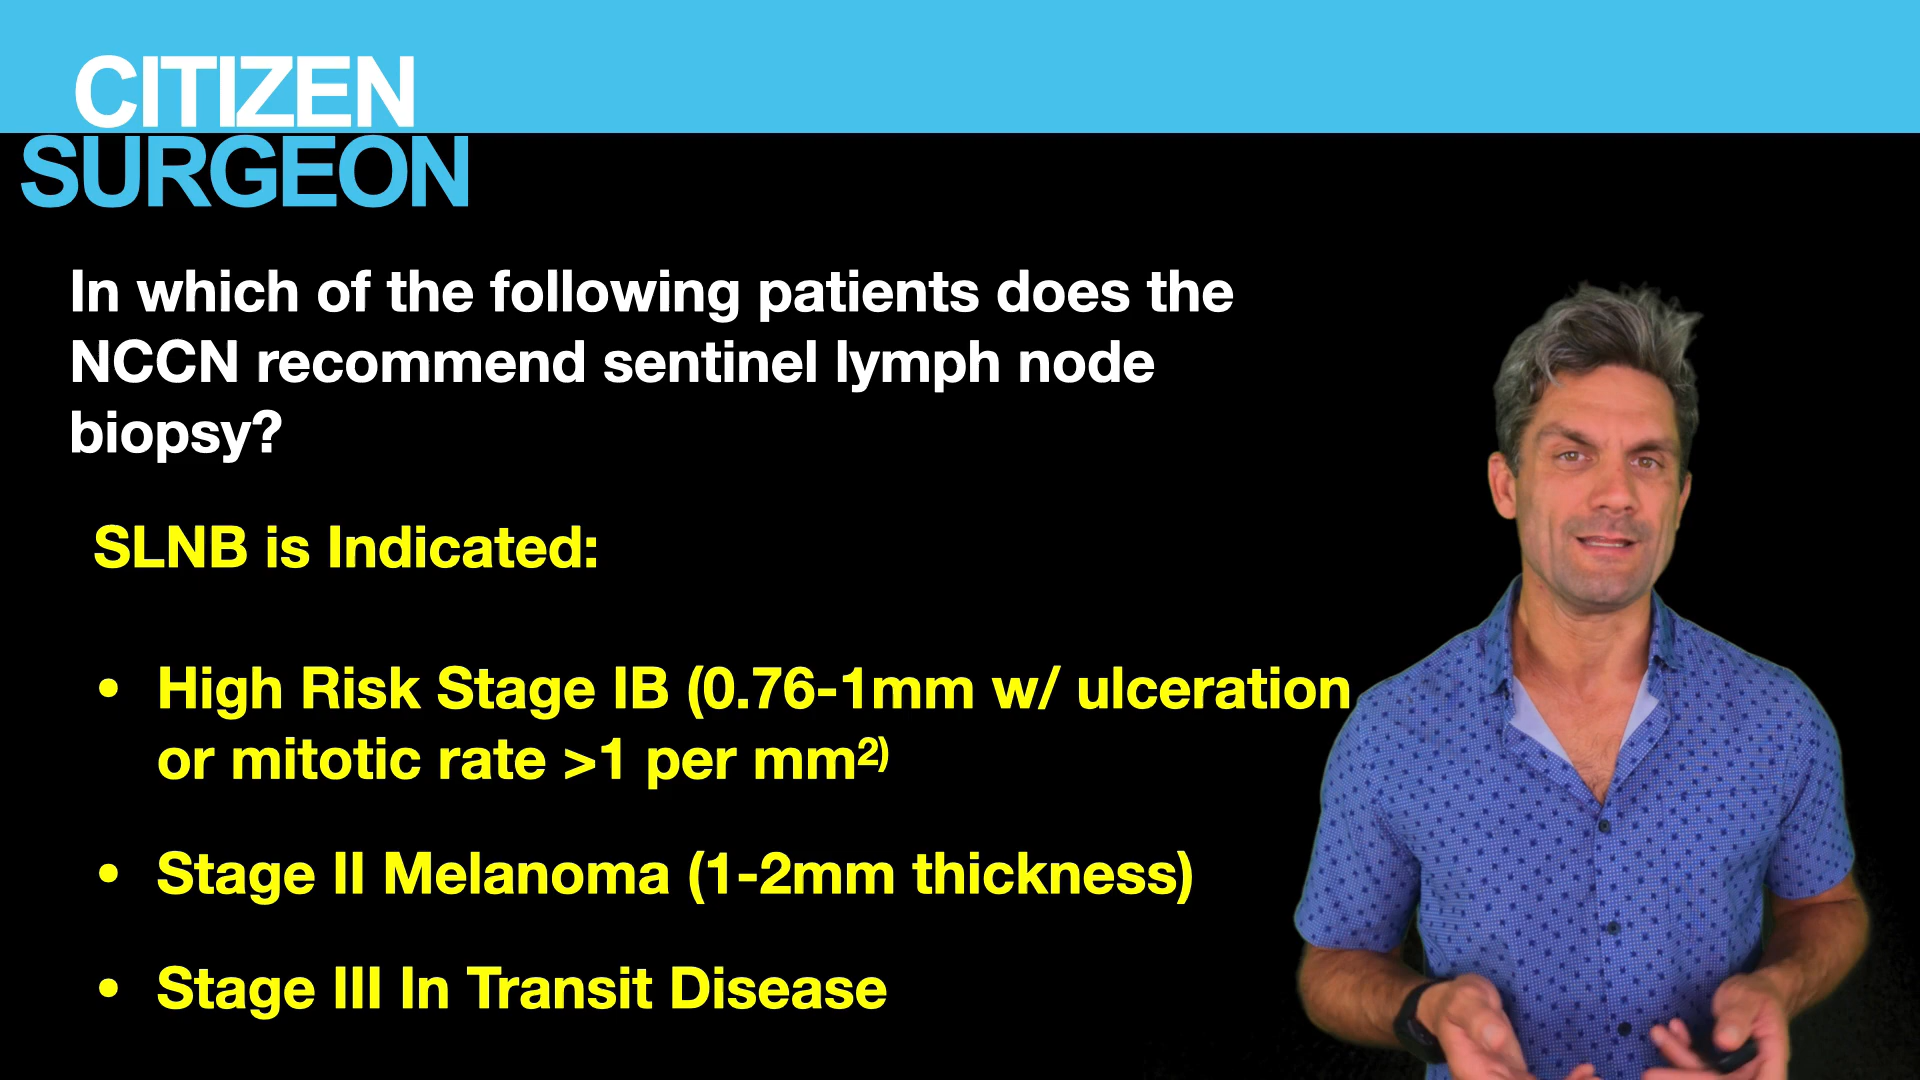 CITIZEN
SURGEON
In which of the following patients does the
NCCN recommend sentinel lymph node
biopsy?
SLNB is Indicated:
• High Risk Stage IB (0.76-1mm w/ ulceration
or mitotic rate >1 per mm²⁾
• Stage II Melanoma (1-2mm thickness)
• Stage III In Transit Disease